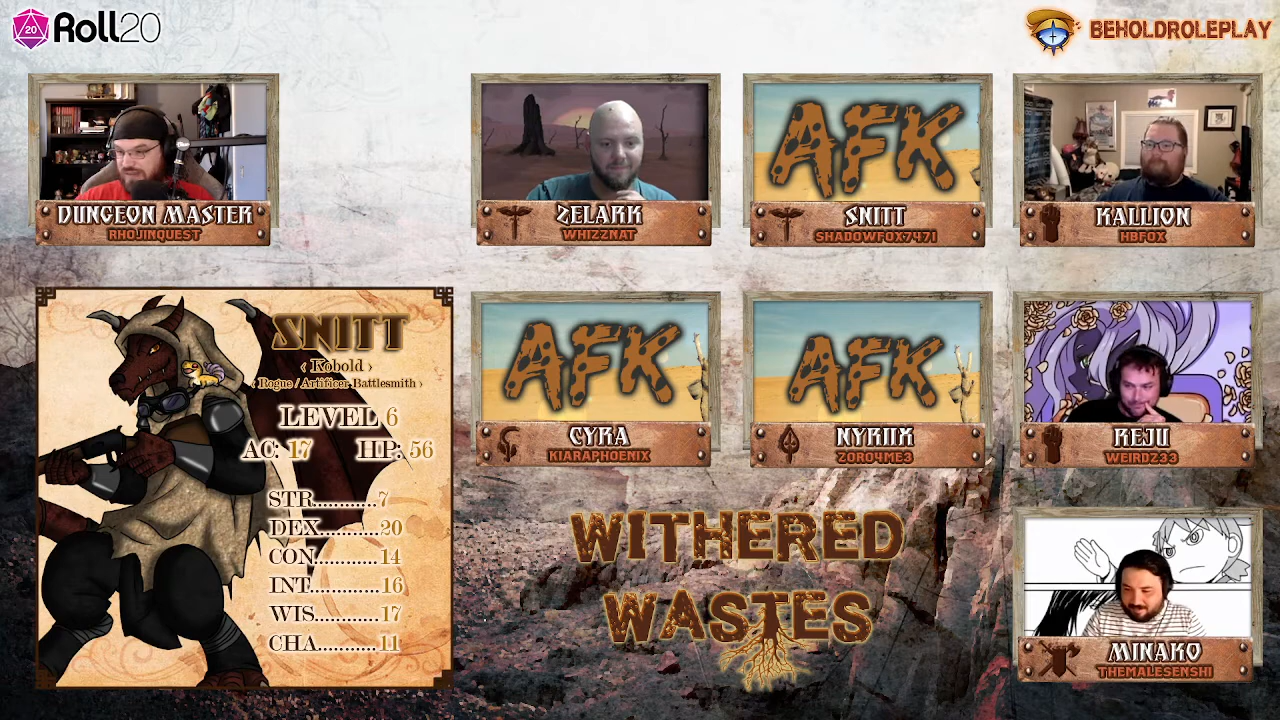 20
Roll20
BEHOLDROLEPLAY
DUNGEON MASTER
RHOJINQUEST
ZELARK
WHIZZNAT
AFK
SNITT
SHADOWFOX7471
KALLION
HBFOX
SNITT
‹ Kobold ›
‹ Rogue / Artificer Battlesmith ›
LEVEL 6
AC: 17 HP: 56
STR............7
DEX...........20
CON............14
INT.............16
WIS............17
CHA...........11
AFK
CYRA
KIARAPHOENIX
AFK
NYRIIX
ZORO4ME3
REJU
WEIRDZ33
WITHERED
WASTES
MINAKO
THEMALESENSHI